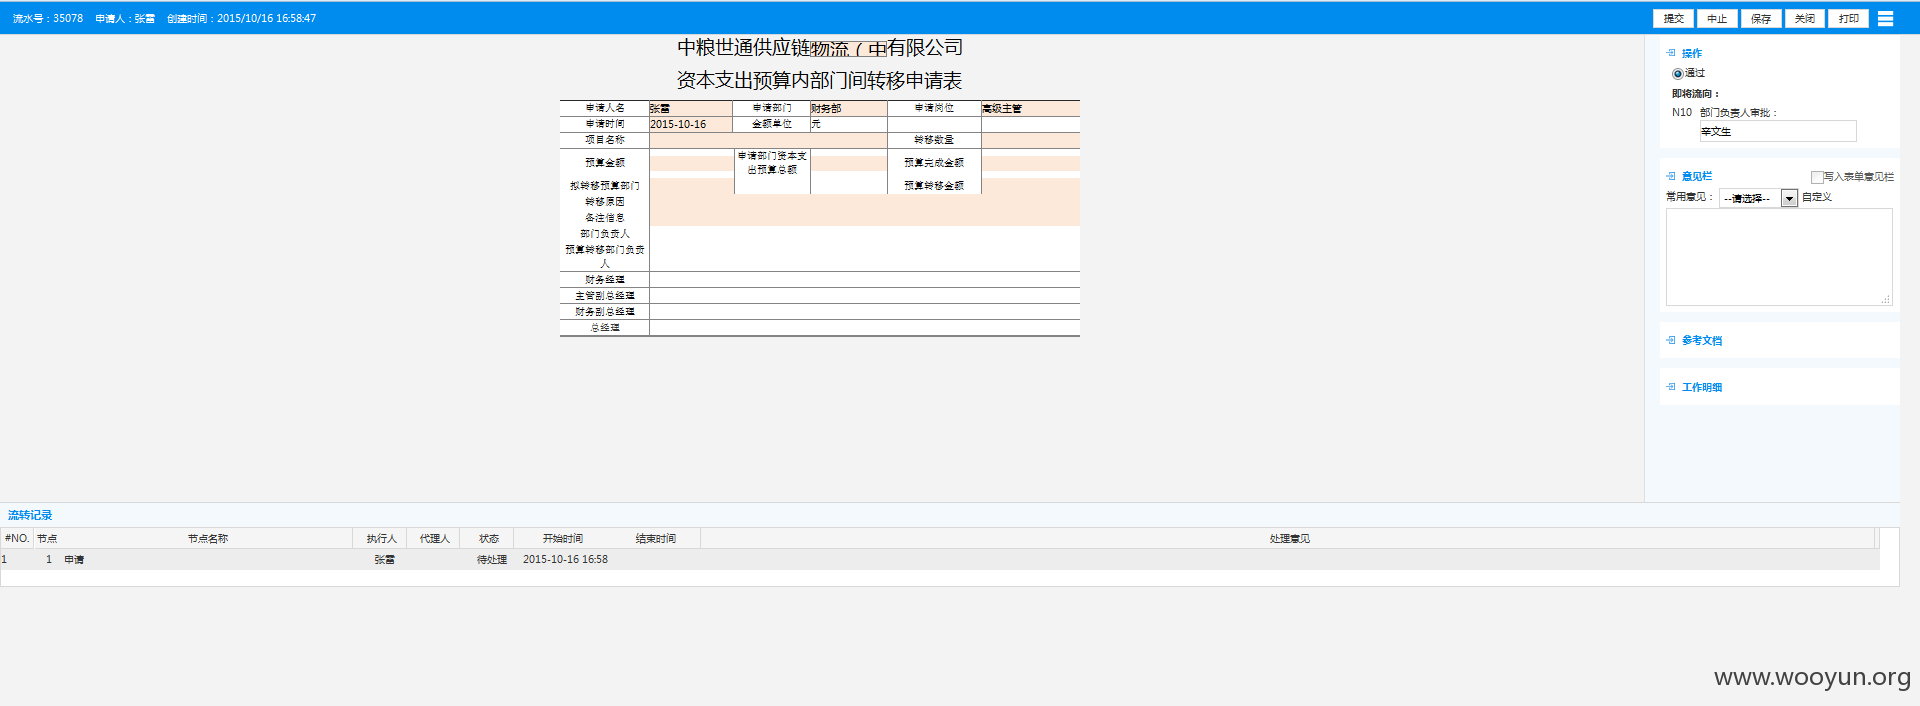 流水号：35078 申请人：张雷 创建时间：2015/10/16 16:58:47 提交 中止 保存 关闭 打印
中粮世通供应链物流（中有限公司
资本支出预算内部门间转移申请表
申请人名 张雷 申请部门 财务部 申请岗位 高级主管
申请时间 2015-10-16 金额单位 元
项目名称 转移数量
预算金额 申请部门资本支出预算总额 预算完成金额
拟转移预算部门 预算转移金额
转移原因
备注信息
部门负责人
预算转移部门负责
人
财务经理
主管副总经理
财务副总经理
总经理
操作
通过
即将流向：
N10 部门负责人审批：
辛文生
意见栏 写入表单意见栏
常用意见： --请选择-- 自定义
参考文档
工作明细
流转记录
#NO. 节点 节点名称 执行人 代理人 状态 开始时间 结束时间 处理意见
1 1 申请 张雷 待处理 2015-10-16 16:58
www.wooyun.org